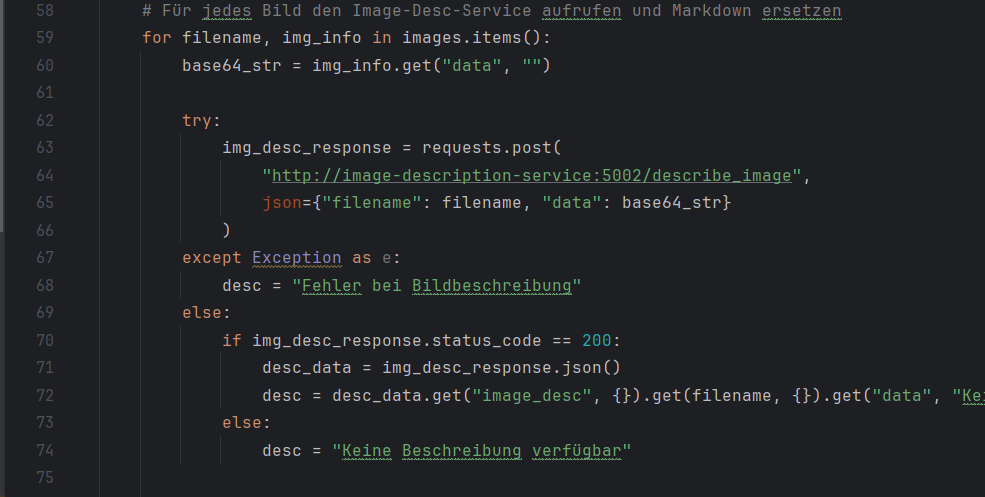 58 # Für jedes Bild den Image-Desc-Service aufrufen und Markdown ersetzen
59 for filename, img_info in images.items():
60 base64_str = img_info.get("data", "")
61
62 try:
63 img_desc_response = requests.post(
64 "http://image-description-service:5002/describe_image",
65 json={"filename": filename, "data": base64_str}
66 )
67 except Exception as e:
68 desc = "Fehler bei Bildbeschreibung"
69 else:
70 if img_desc_response.status_code == 200:
71 desc_data = img_desc_response.json()
72 desc = desc_data.get("image_desc", {}).get(filename, {}).get("data", "Kei
73 else:
74 desc = "Keine Beschreibung verfügbar"
75